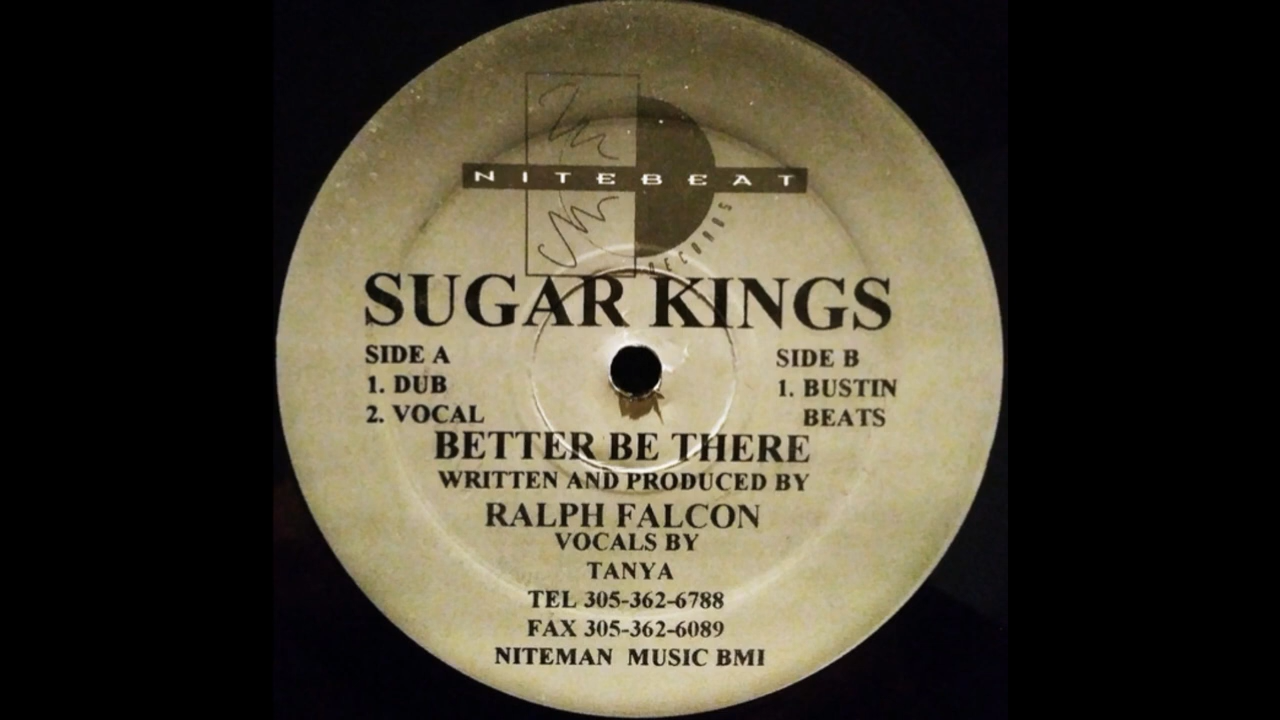 NITEBEAT
RECORDS
SUGAR KINGS
SIDE A
1. DUB
2. VOCAL
SIDE B
1. BUSTIN
BEATS
BETTER BE THERE
WRITTEN AND PRODUCED BY
RALPH FALCON
VOCALS BY
TANYA
TEL 305-362-6788
FAX 305-362-6089
NITEMAN MUSIC BMI